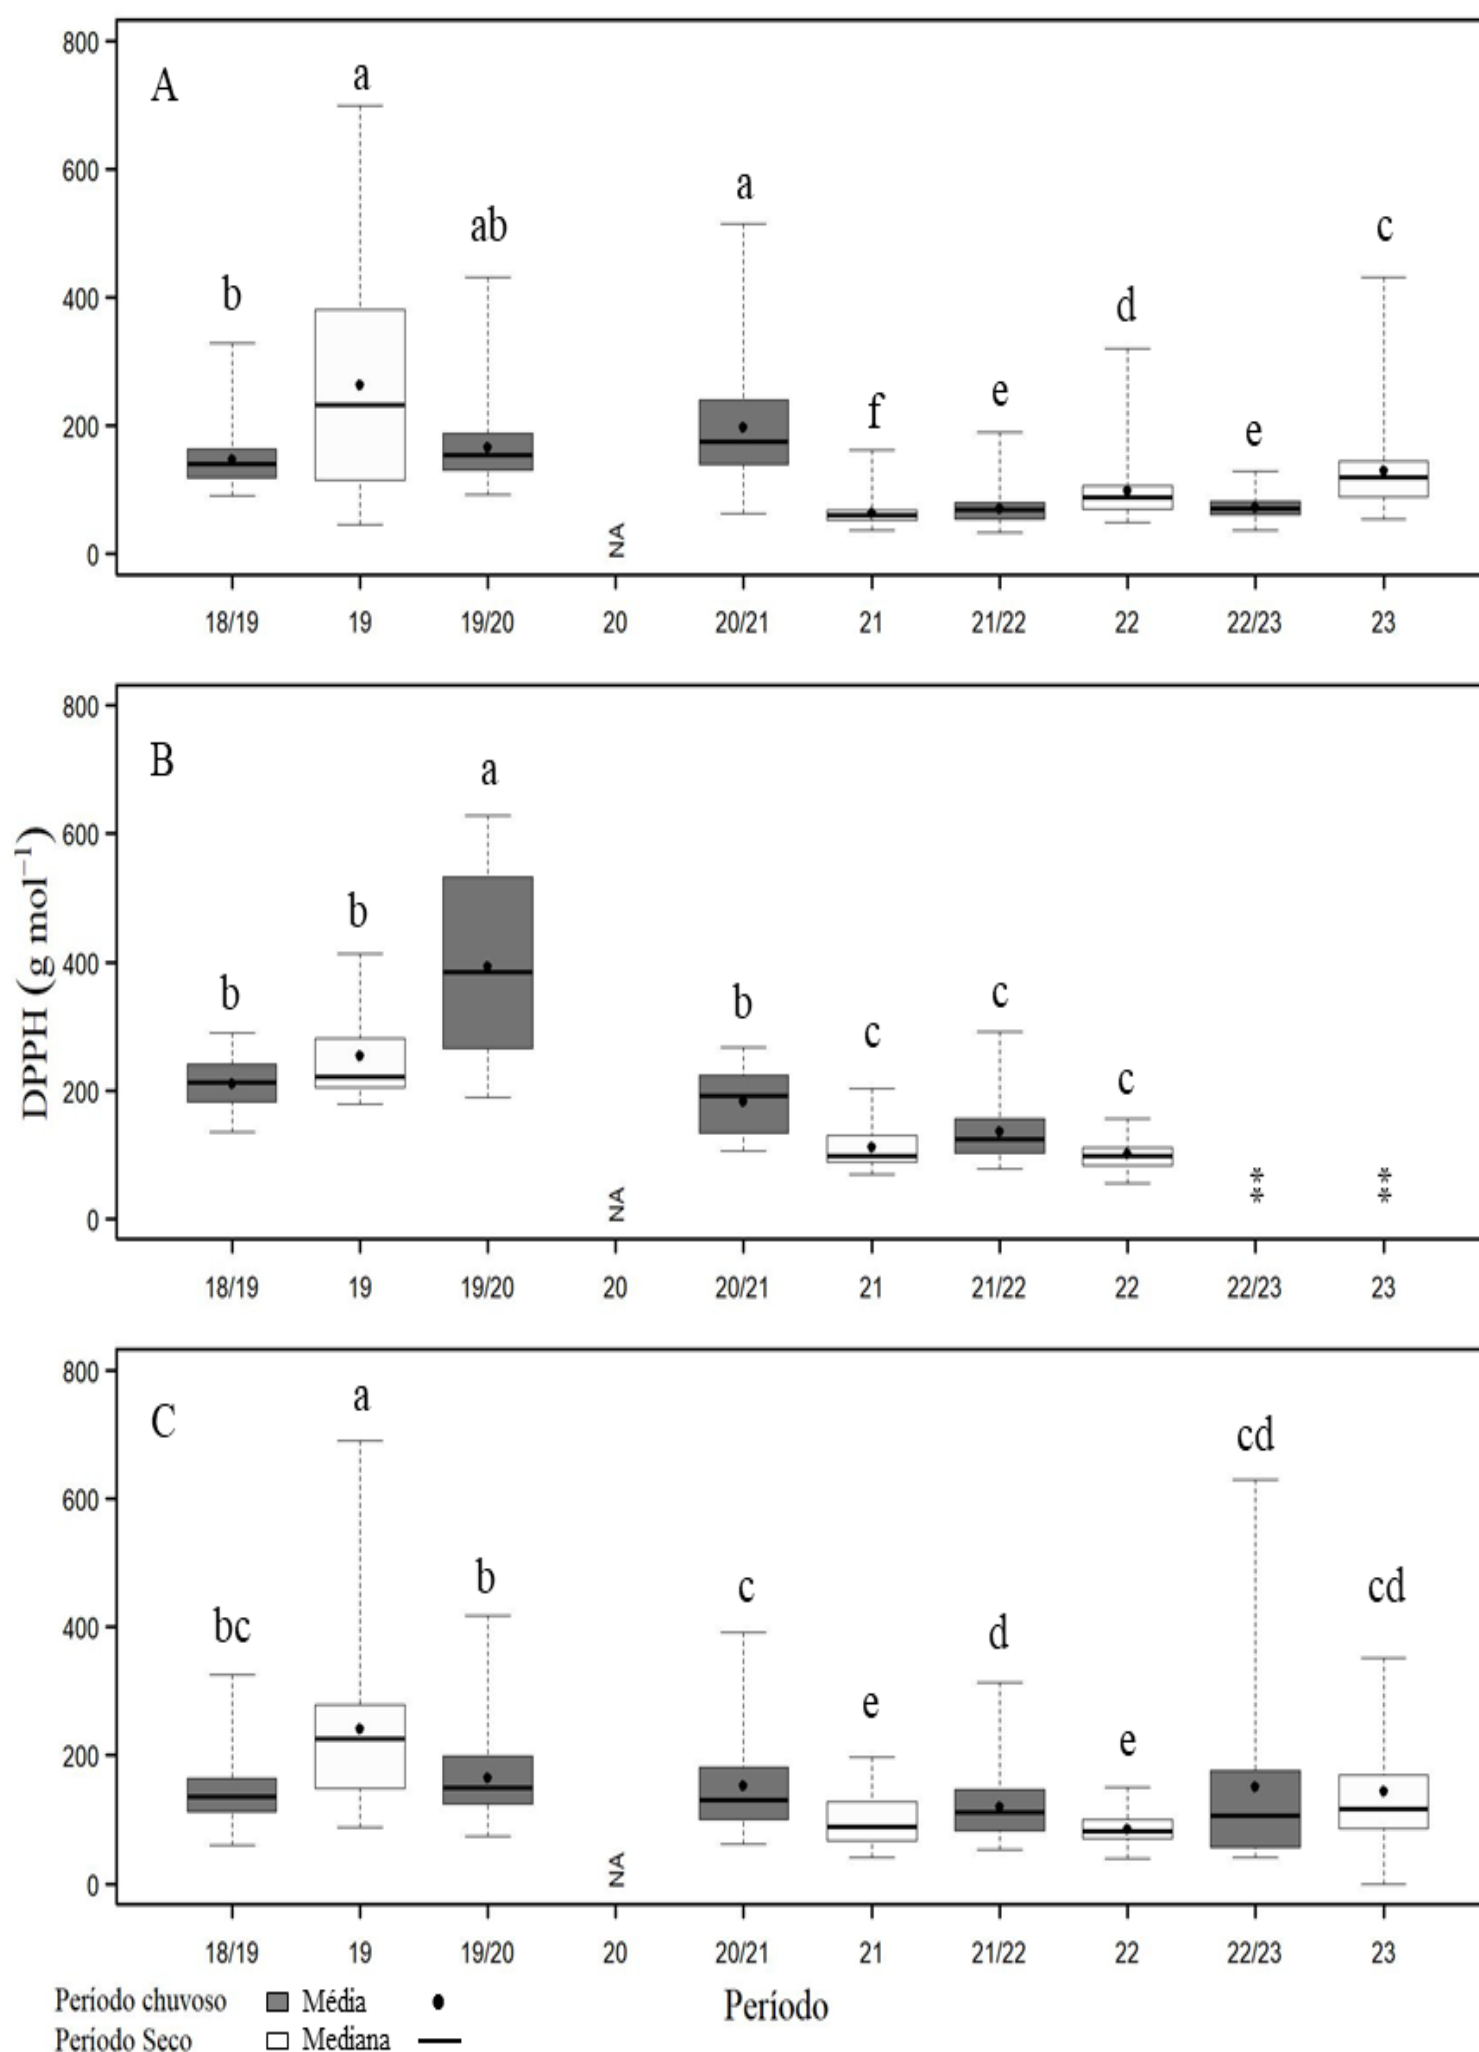 A
800
600
400
200
0
b
a
ab
NA
a
f
e
d
e
c
18/19 19 19/20 20 20/21 21 21/22 22 22/23 23
B
800
600
400
200
0
b
b
a
NA
b
c
c
c
**
**
18/19 19 19/20 20 20/21 21 21/22 22 22/23 23
DPPH (g mol⁻¹)
C
800
600
400
200
0
bc
a
b
NA
c
e
d
e
cd
cd
18/19 19 19/20 20 20/21 21 21/22 22 22/23 23
Período
Período chuvoso Média
Período Seco Mediana